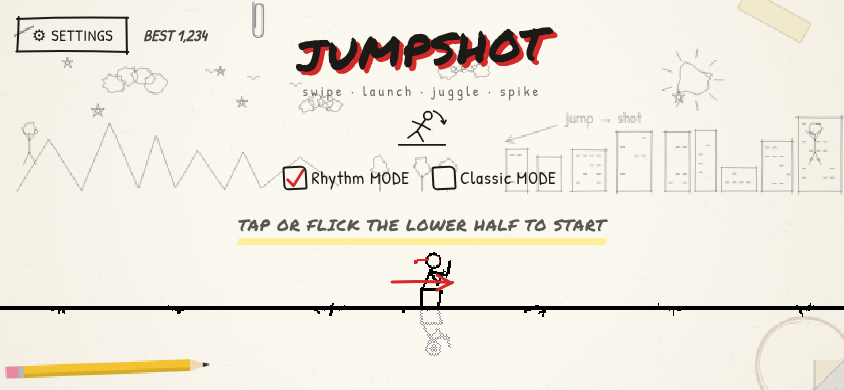 ⚙ SETTINGS
BEST 1,234
JUMPSHOT
swipe · launch · juggle · spike
jump → shot
Rhythm MODE
Classic MODE
TAP OR FLICK THE LOWER HALF TO START